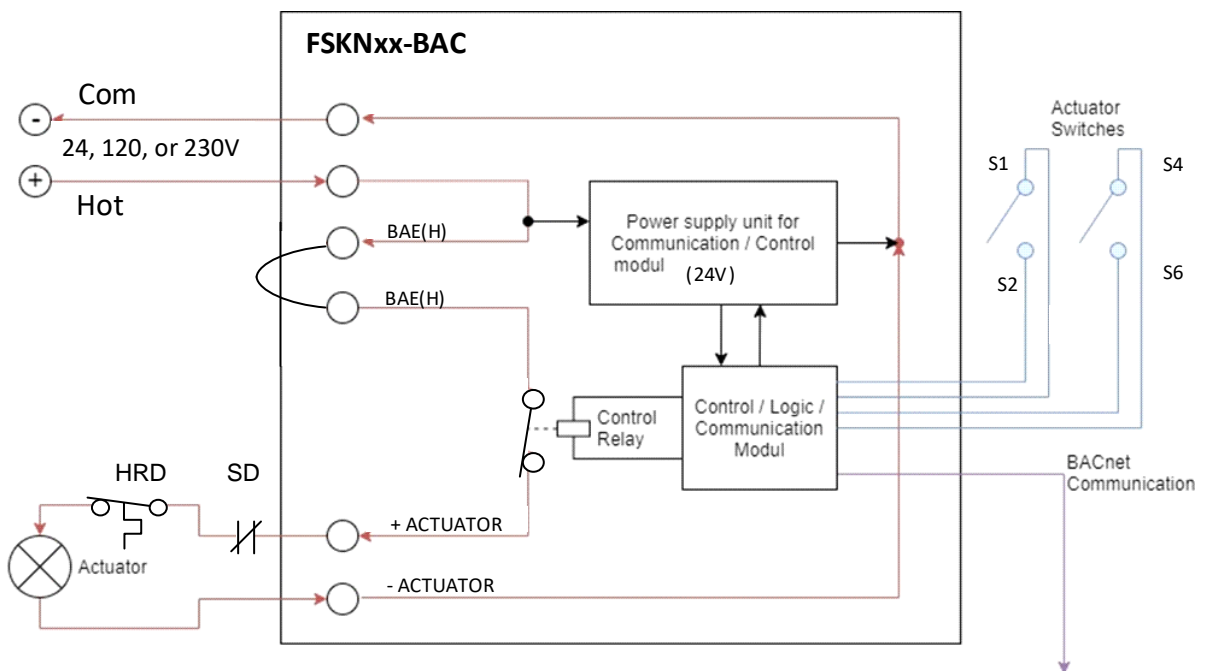 FSKNxx-BAC
Com
-
24, 120, or 230V
+
Hot
BAE(H)
BAE(H)
Power supply unit for
Communication / Control
modul (24V)
Actuator
Switches
S1
S4
S2
S6
Control
Relay
Control / Logic /
Communication
Modul
BACnet
Communication
HRD
SD
+ ACTUATOR
Actuator
- ACTUATOR